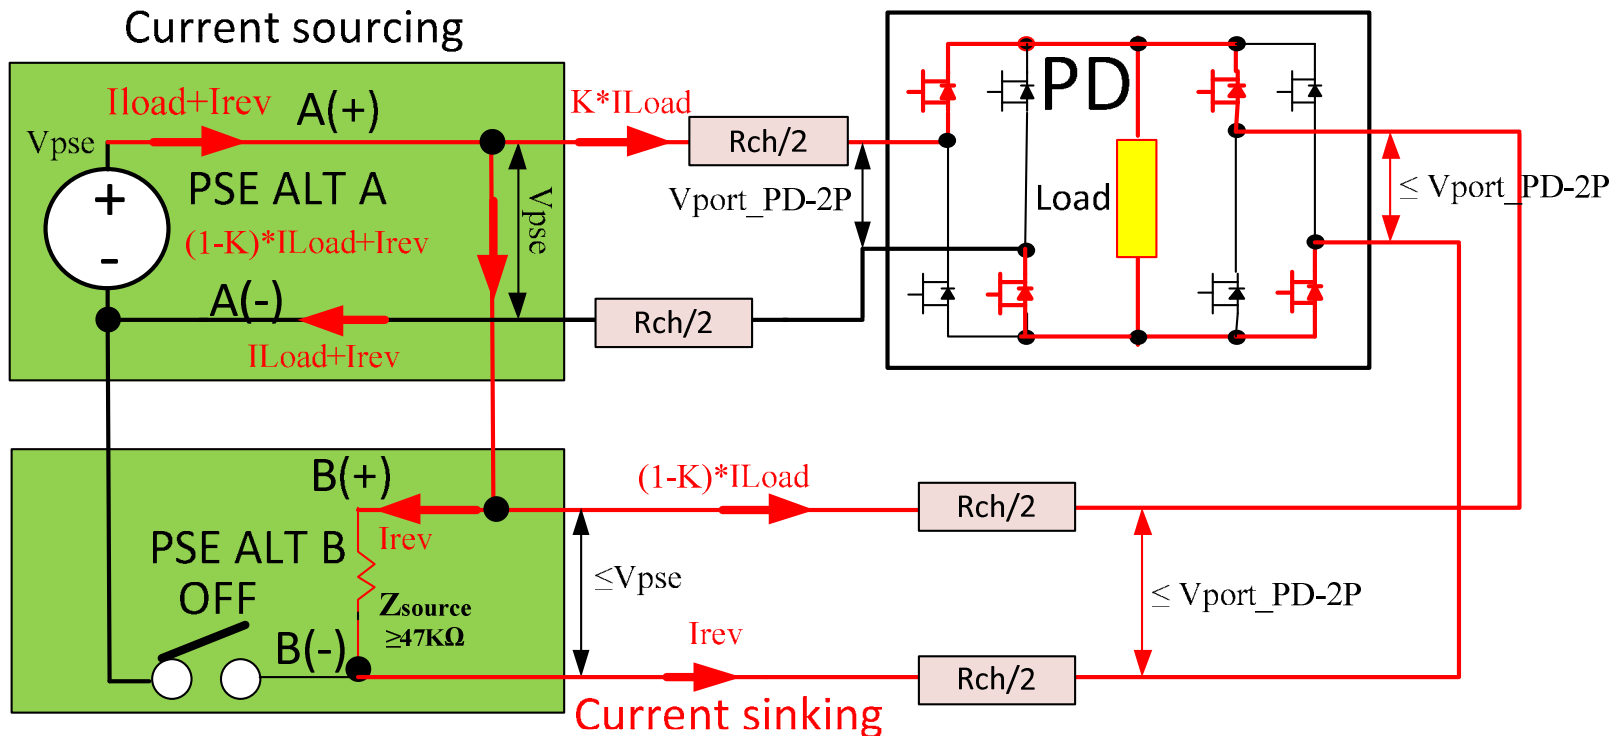 Current sourcing
Iload+Irev
A(+)
K*ILoad
Vpse
Rch/2
PD
+
-
PSE ALT A
Vpse
Vport_PD-2P
Load
≤ Vport_PD-2P
(1-K)*ILoad+Irev
A(-)
Rch/2
ILoad+Irev
B(+)
(1-K)*ILoad
Rch/2
Irev
PSE ALT B
OFF
≤Vpse
≤ Vport_PD-2P
Zsource
≥47KΩ
B(-)
Irev
Rch/2
Current sinking